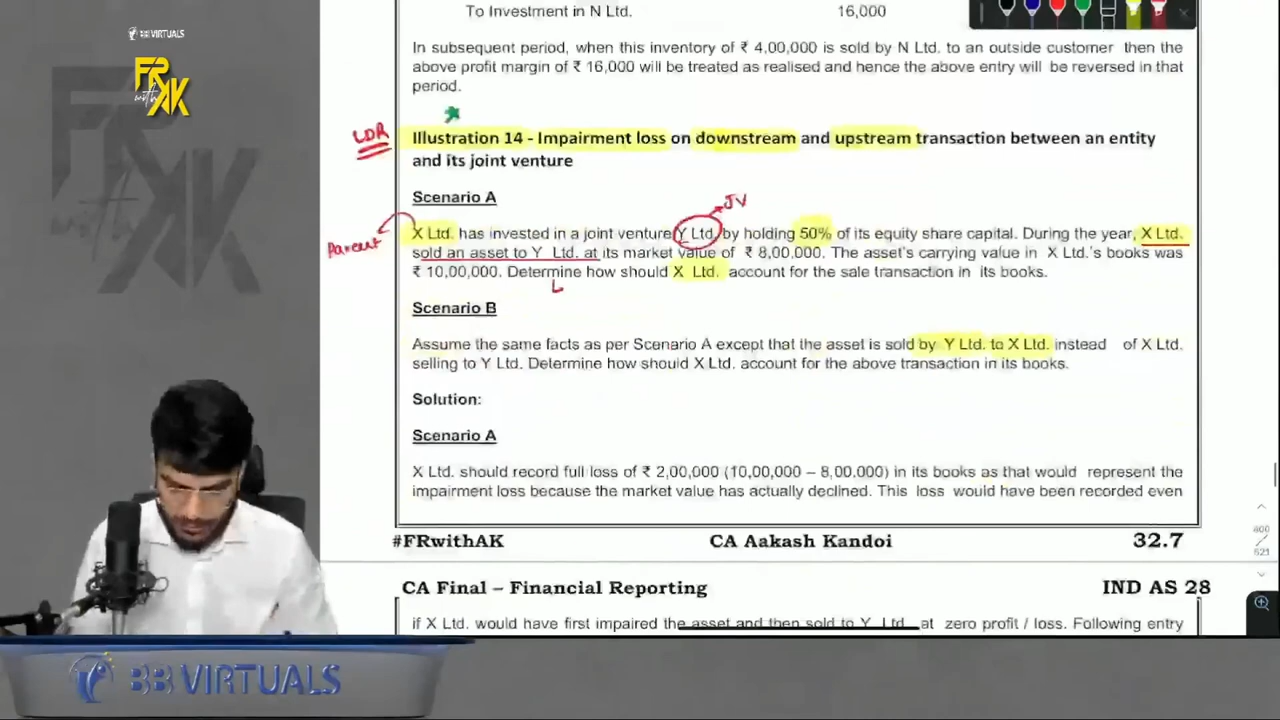 To Investment in N Ltd. 16,000
BB VIRTUALS
FR with AK
In subsequent period, when this inventory of ₹ 4,00,000 is sold by N Ltd. to an outside customer then the
above profit margin of ₹ 16,000 will be treated as realised and hence the above entry will be reversed in that
period.
LDR
Illustration 14 - Impairment loss on downstream and upstream transaction between an entity
and its joint venture
Scenario A
JV
Parent
X Ltd. has invested in a joint venture Y Ltd. by holding 50% of its equity share capital. During the year, X Ltd.
sold an asset to Y Ltd. at its market value of ₹ 8,00,000. The asset's carrying value in X Ltd.'s books was
₹ 10,00,000. Determine how should X Ltd. account for the sale transaction in its books.
Scenario B
Assume the same facts as per Scenario A except that the asset is sold by Y Ltd. to X Ltd. instead of X Ltd.
selling to Y Ltd. Determine how should X Ltd. account for the above transaction in its books.
Solution:
Scenario A
X Ltd. should record full loss of ₹ 2,00,000 (10,00,000 – 8,00,000) in its books as that would represent the
impairment loss because the market value has actually declined. This loss would have been recorded even
#FRwithAK CA Aakash Kandoi 32.7
400
621
CA Final – Financial Reporting IND AS 28
if X Ltd. would have first impaired the asset and then sold to Y Ltd. at zero profit / loss. Following entry
BB VIRTUALS